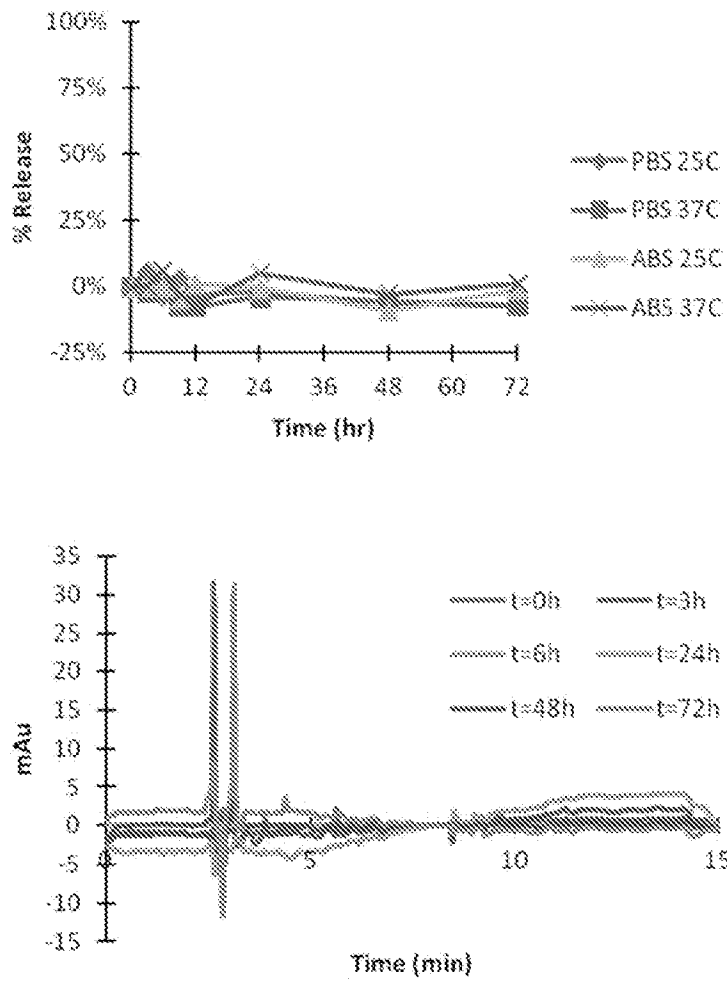 100%
75%
50%
25%
0%
-25%
% Release
0 12 24 36 48 60 72
Time (hr)
PBS 25C
PBS 37C
ABS 25C
ABS 37C
35
30
25
20
15
10
5
0
-5
-10
-15
mAu
0 5 10 15
Time (min)
t=0h t=3h
t=6h t=24h
t=48h t=72h